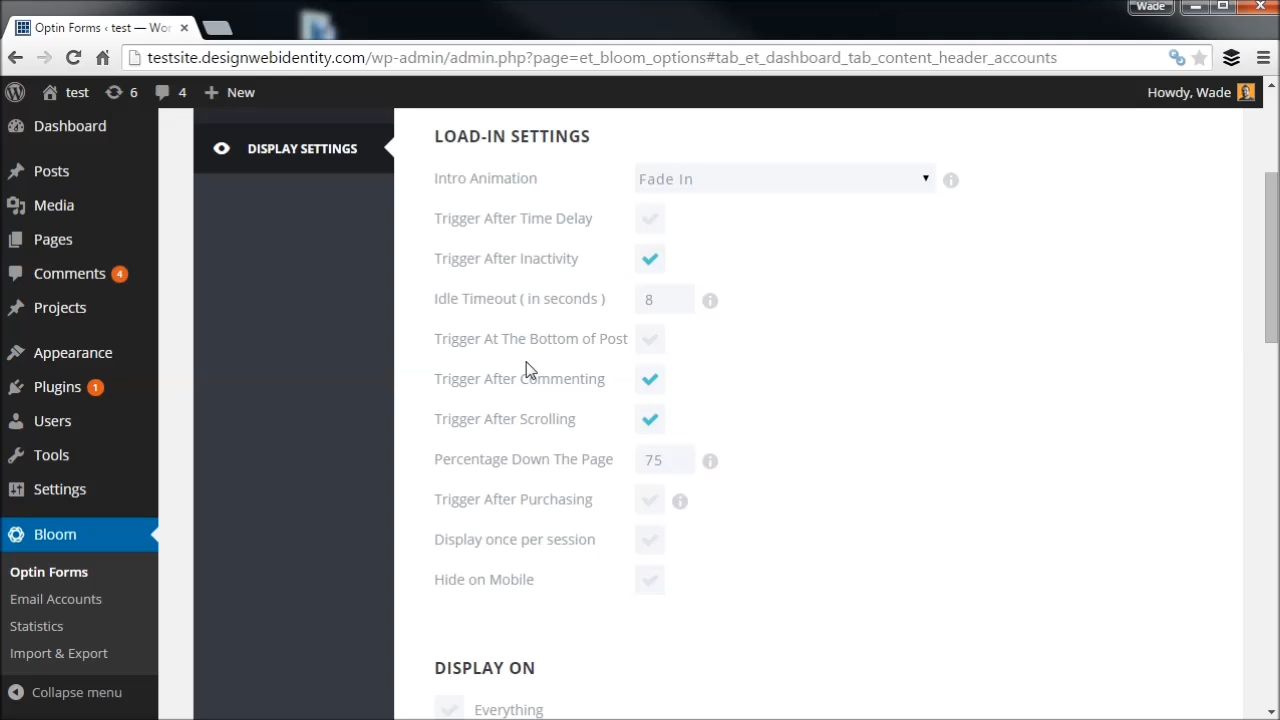 Wade
Optin Forms ‹ test — Wor
testsite.designwebidentity.com/wp-admin/admin.php?page=et_bloom_options#tab_et_dashboard_tab_content_header_accounts
test 6 4 New Howdy, Wade
Dashboard
Posts
Media
Pages
Comments 4
Projects
Appearance
Plugins 1
Users
Tools
Settings
Bloom
Optin Forms
Email Accounts
Statistics
Import & Export
Collapse menu
DISPLAY SETTINGS
LOAD-IN SETTINGS
Intro Animation Fade In
Trigger After Time Delay
Trigger After Inactivity
Idle Timeout ( in seconds ) 8
Trigger At The Bottom of Post
Trigger After Commenting
Trigger After Scrolling
Percentage Down The Page 75
Trigger After Purchasing
Display once per session
Hide on Mobile
DISPLAY ON
Everything